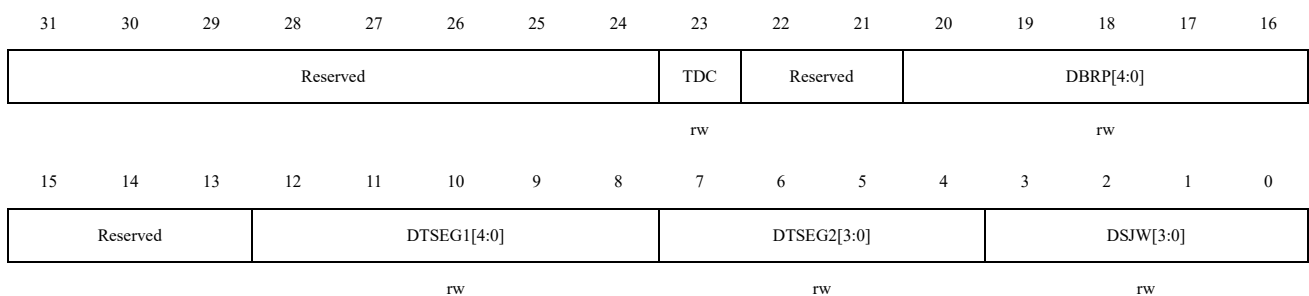 31 30 29 28 27 26 25 24 23 22 21 20 19 18 17 16
Reserved TDC Reserved DBRP[4:0]
rw rw
15 14 13 12 11 10 9 8 7 6 5 4 3 2 1 0
Reserved DTSEG1[4:0] DTSEG2[3:0] DSJW[3:0]
rw rw rw